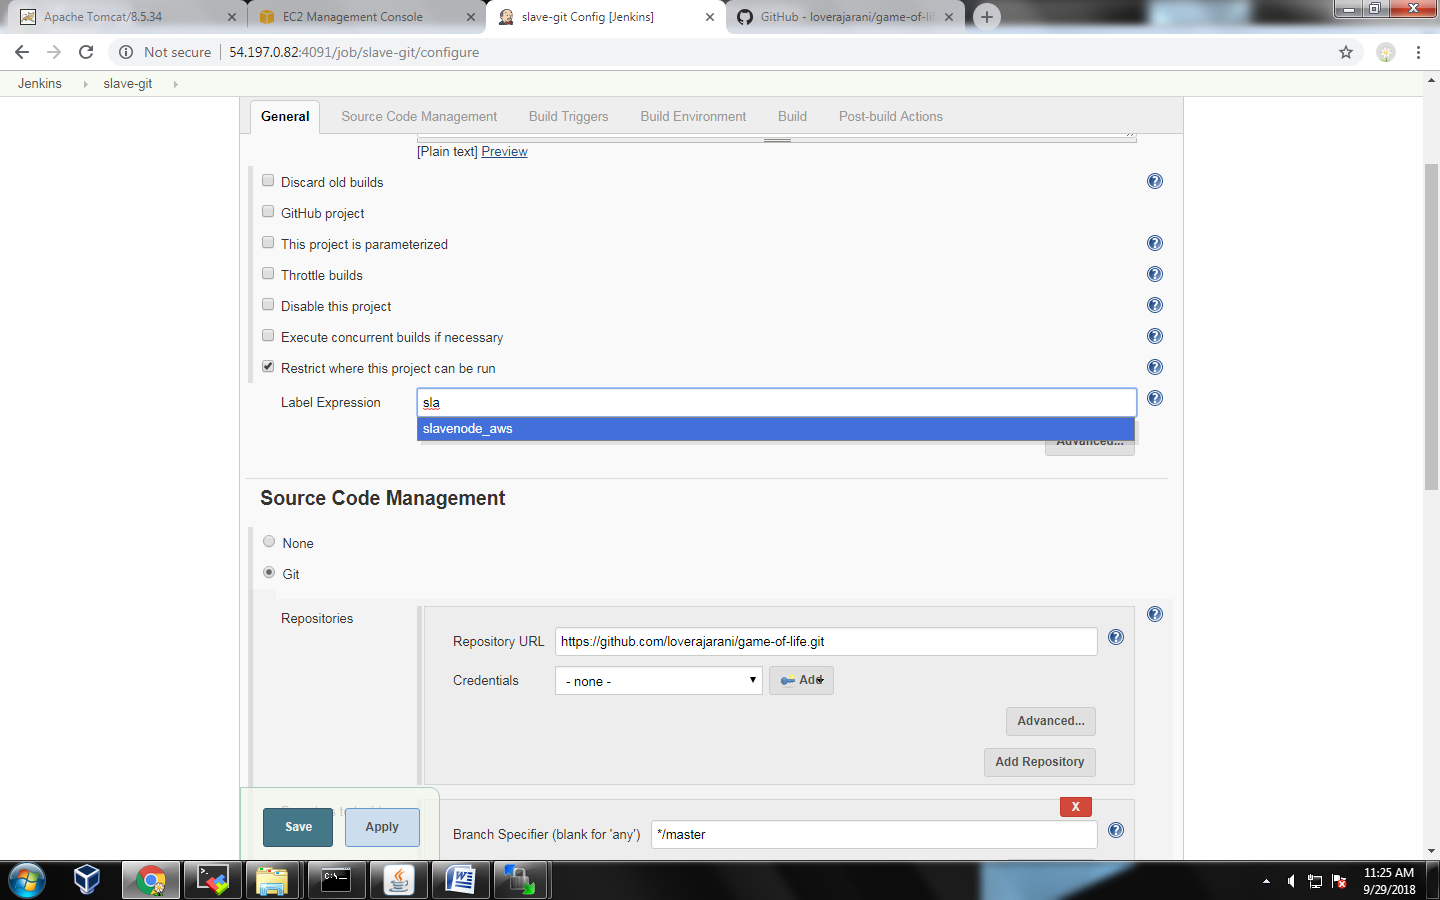 Apache Tomcat/8.5.34
EC2 Management Console
slave-git Config [Jenkins]
GitHub - loverajarani/game-of-li
Not secure
54.197.0.82:4091/job/slave-git/configure
Jenkins
slave-git
General
Source Code Management
Build Triggers
Build Environment
Build
Post-build Actions
[Plain text] Preview
Discard old builds
GitHub project
This project is parameterized
Throttle builds
Disable this project
Execute concurrent builds if necessary
Restrict where this project can be run
Label Expression
sla
slavenode_aws
Advanced...
Source Code Management
None
Git
Repositories
Repository URL
https://github.com/loverajarani/game-of-life.git
Credentials
- none -
Add
Advanced...
Add Repository
X
Save
Apply
Branch Specifier (blank for 'any')
*/master
11:25 AM
9/29/2018